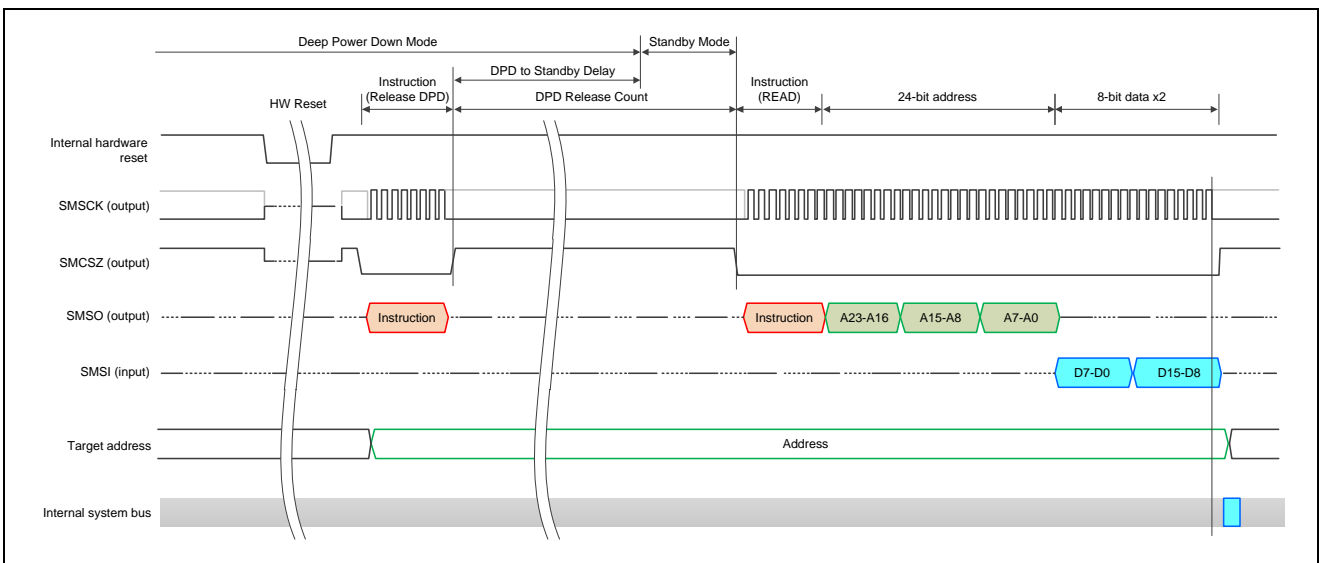 Deep Power Down Mode
Standby Mode
DPD to Standby Delay
Instruction
(Release DPD)
Instruction
(READ)
HW Reset
DPD Release Count
24-bit address
8-bit data x2
Internal hardware
reset
SMSCK (output)
SMCSZ (output)
SMSO (output)
Instruction
Instruction
A23-A16
A15-A8
A7-A0
SMSI (input)
D7-D0
D15-D8
Target address
Address
Internal system bus